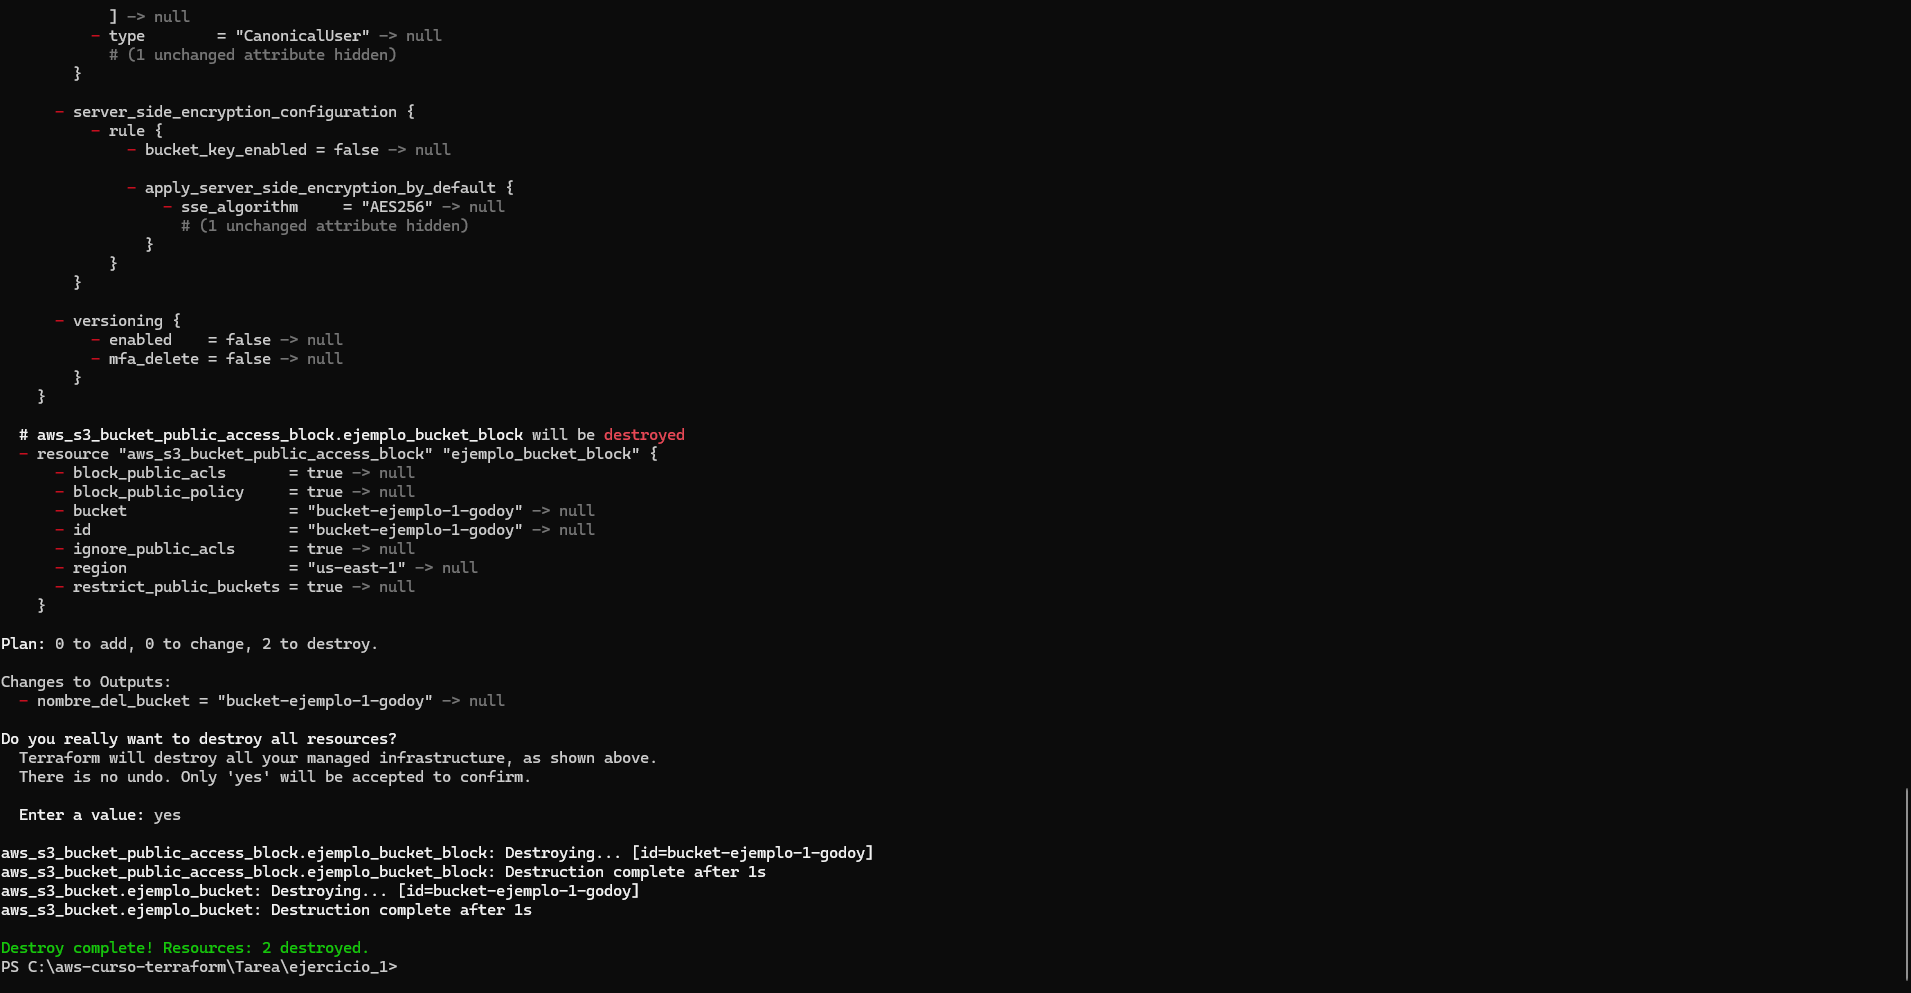 ] -> null
          - type        = "CanonicalUser" -> null
            # (1 unchanged attribute hidden)
        }

      - server_side_encryption_configuration {
          - rule {
              - bucket_key_enabled = false -> null

              - apply_server_side_encryption_by_default {
                  - sse_algorithm     = "AES256" -> null
                    # (1 unchanged attribute hidden)
                }
            }
        }

      - versioning {
          - enabled    = false -> null
          - mfa_delete = false -> null
        }
    }

  # aws_s3_bucket_public_access_block.ejemplo_bucket_block will be destroyed
  - resource "aws_s3_bucket_public_access_block" "ejemplo_bucket_block" {
      - block_public_acls       = true -> null
      - block_public_policy     = true -> null
      - bucket                  = "bucket-ejemplo-1-godoy" -> null
      - id                      = "bucket-ejemplo-1-godoy" -> null
      - ignore_public_acls      = true -> null
      - region                  = "us-east-1" -> null
      - restrict_public_buckets = true -> null
    }

Plan: 0 to add, 0 to change, 2 to destroy.

Changes to Outputs:
  - nombre_del_bucket = "bucket-ejemplo-1-godoy" -> null

Do you really want to destroy all resources?
  Terraform will destroy all your managed infrastructure, as shown above.
  There is no undo. Only 'yes' will be accepted to confirm.

  Enter a value: yes

aws_s3_bucket_public_access_block.ejemplo_bucket_block: Destroying... [id=bucket-ejemplo-1-godoy]
aws_s3_bucket_public_access_block.ejemplo_bucket_block: Destruction complete after 1s
aws_s3_bucket.ejemplo_bucket: Destroying... [id=bucket-ejemplo-1-godoy]
aws_s3_bucket.ejemplo_bucket: Destruction complete after 1s

Destroy complete! Resources: 2 destroyed.
PS C:\aws-curso-terraform\Tarea\ejercicio_1>